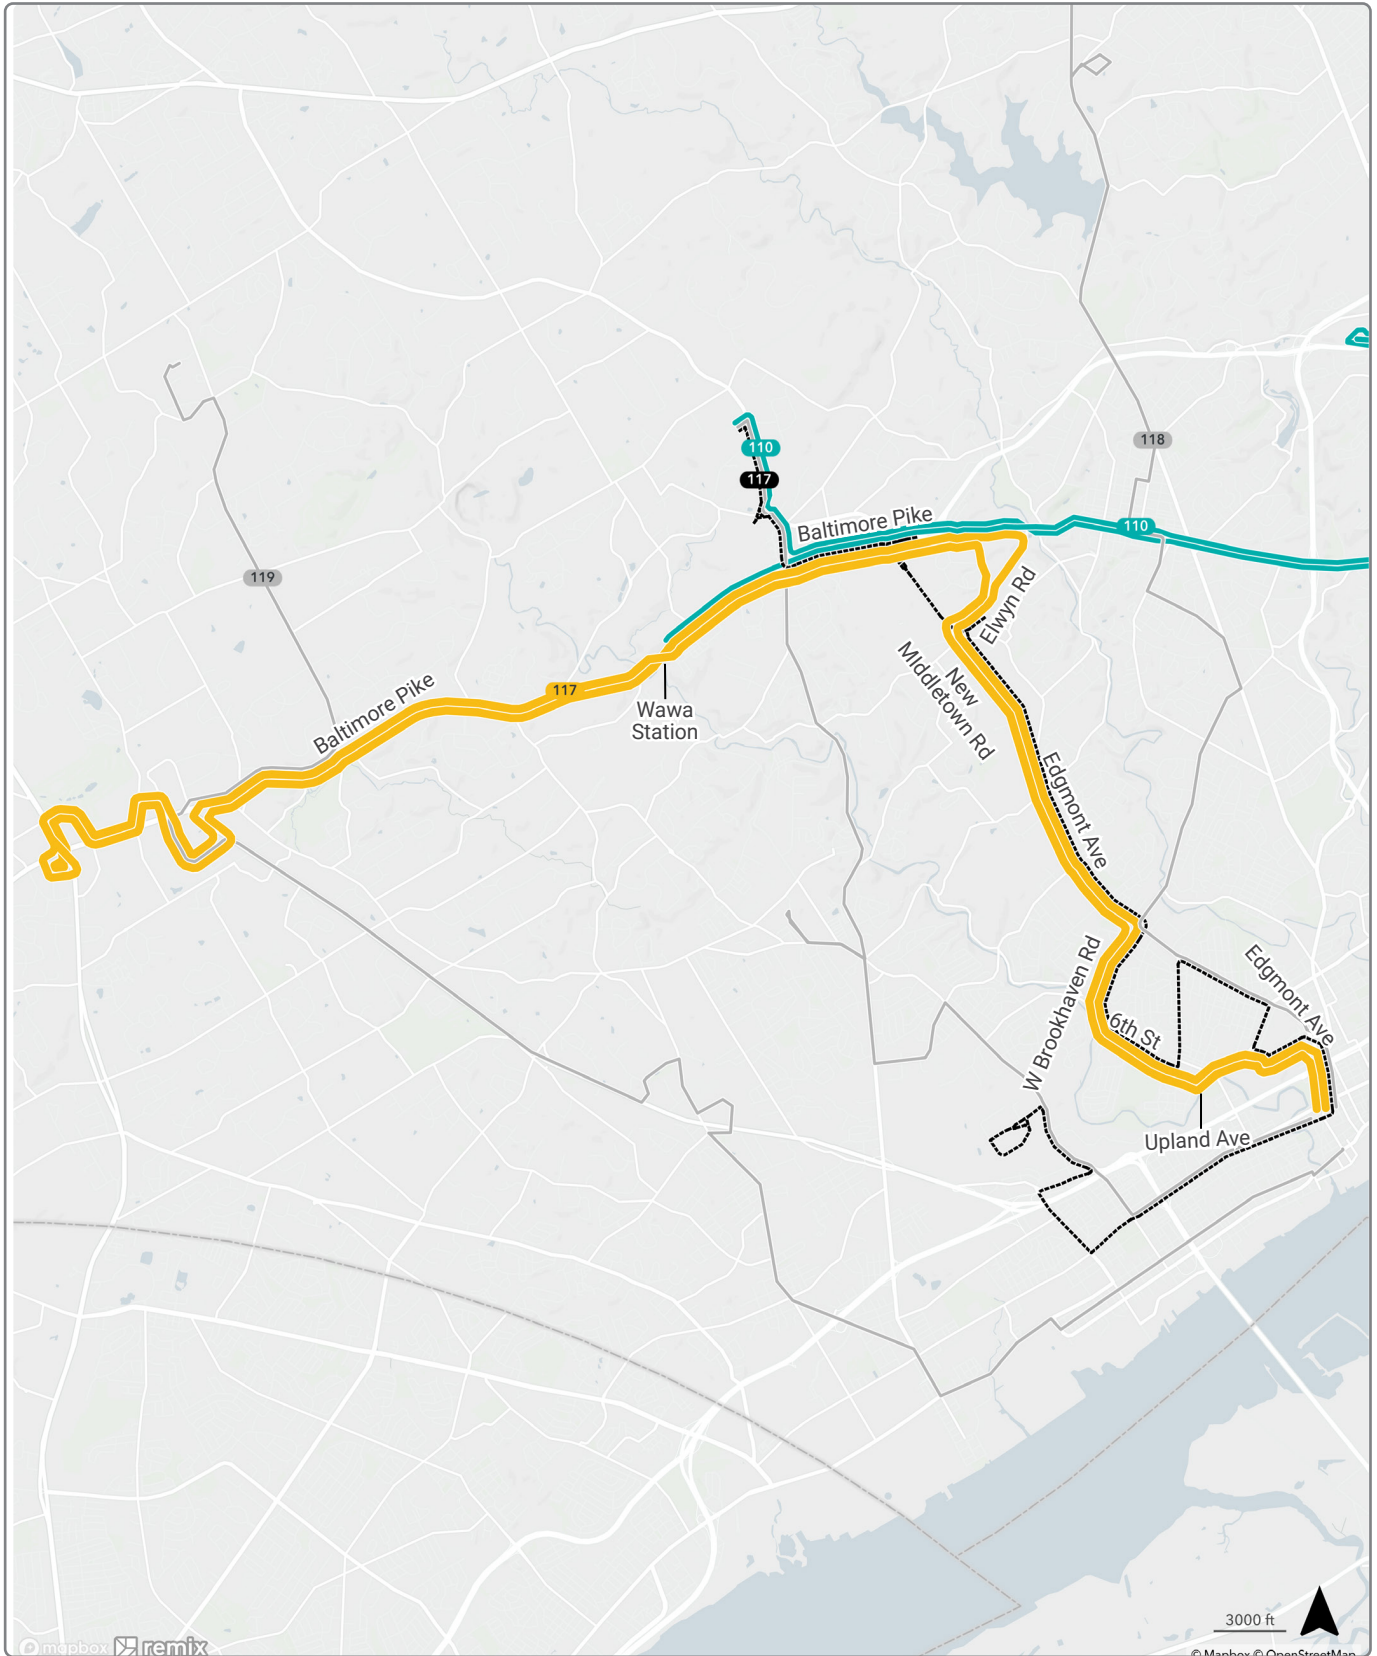 118
110
117
Baltimore Pike
110
119
Elwyn Rd
New
MIddletown Rd
Baltimore Pike
117
Wawa
Station
Edgmont Ave
W Brookhaven Rd
Edgmont Ave
6th St
Upland Ave
3000 ft
mapbox
remix
© Mapbox © OpenStreetMap